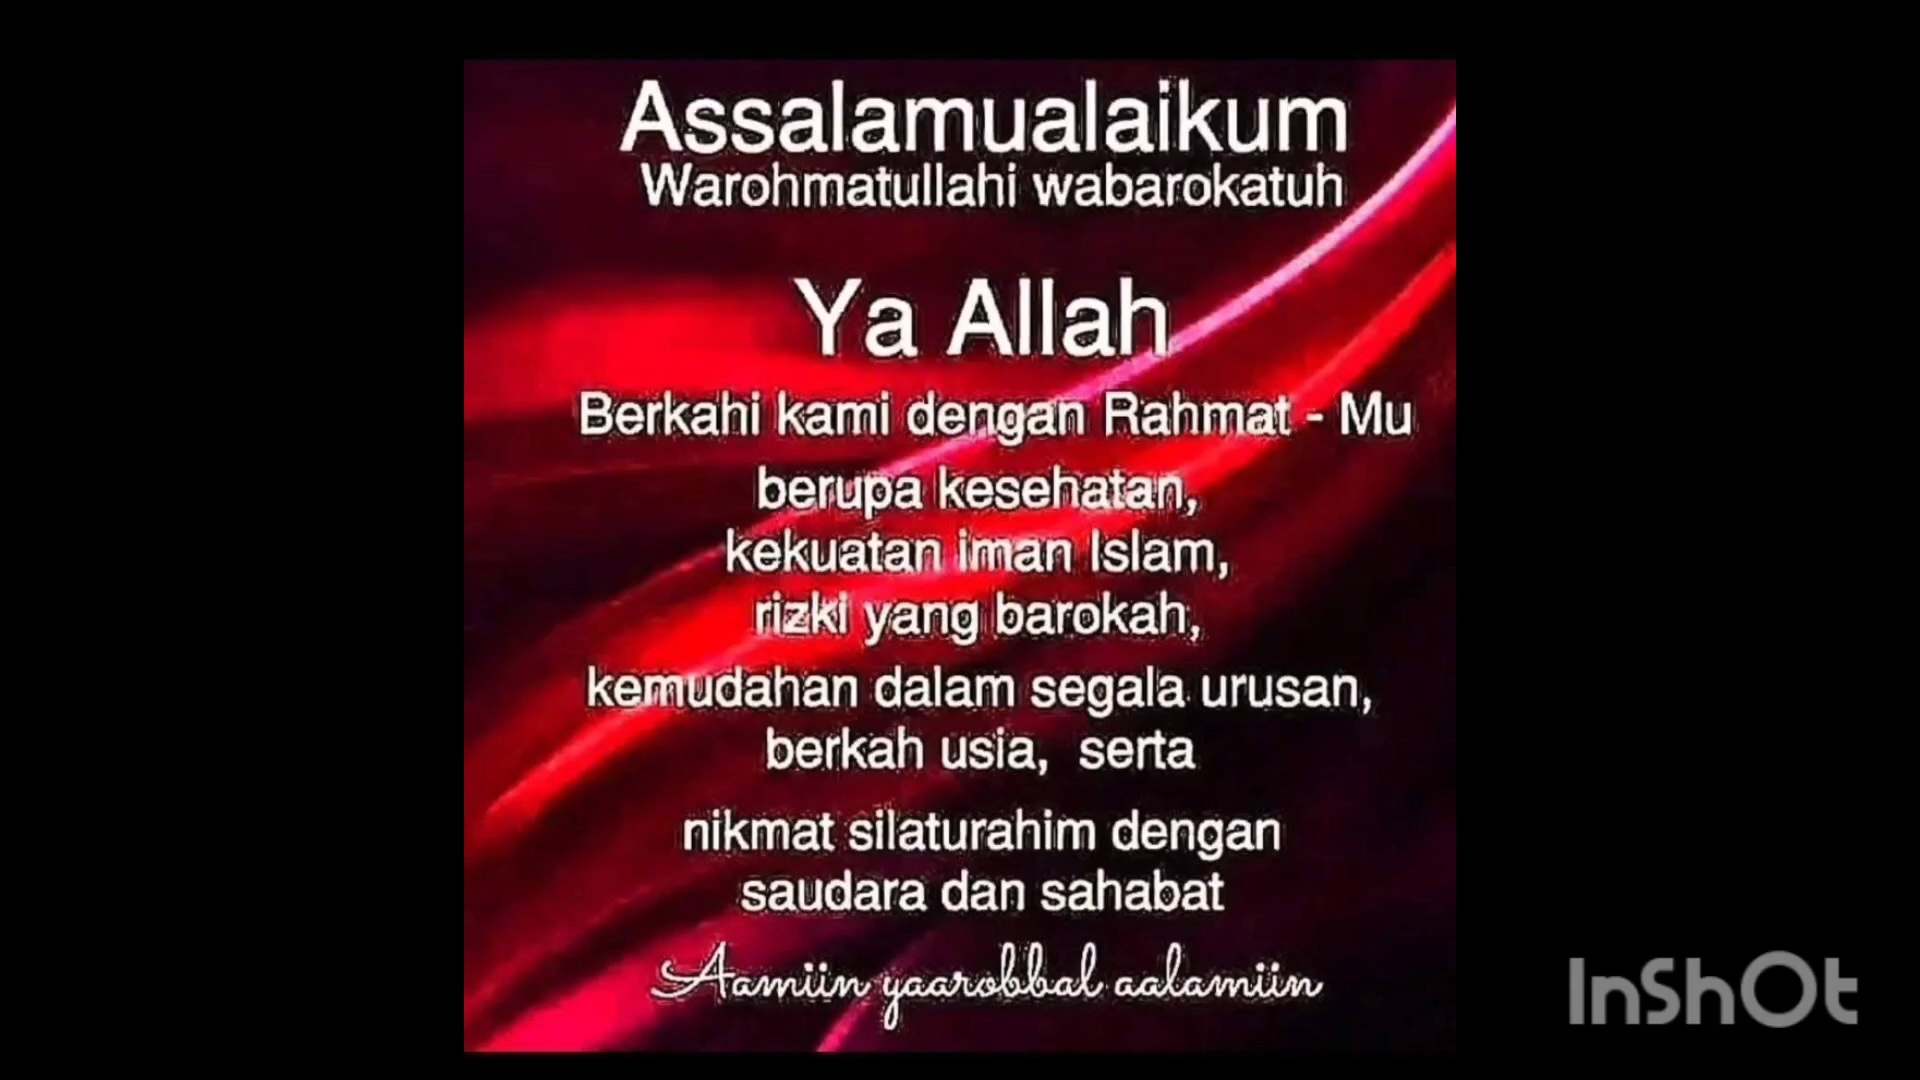 Assalamualaikum
Warohmatullahi wabarokatuh
Ya Allah
Berkahi kami dengan Rahmat - Mu
berupa kesehatan,
kekuatan iman Islam,
rizki yang barokah,
kemudahan dalam segala urusan,
berkah usia, serta
nikmat silaturahim dengan
saudara dan sahabat
Aamiin yaarobbal aalamiin
InShOt